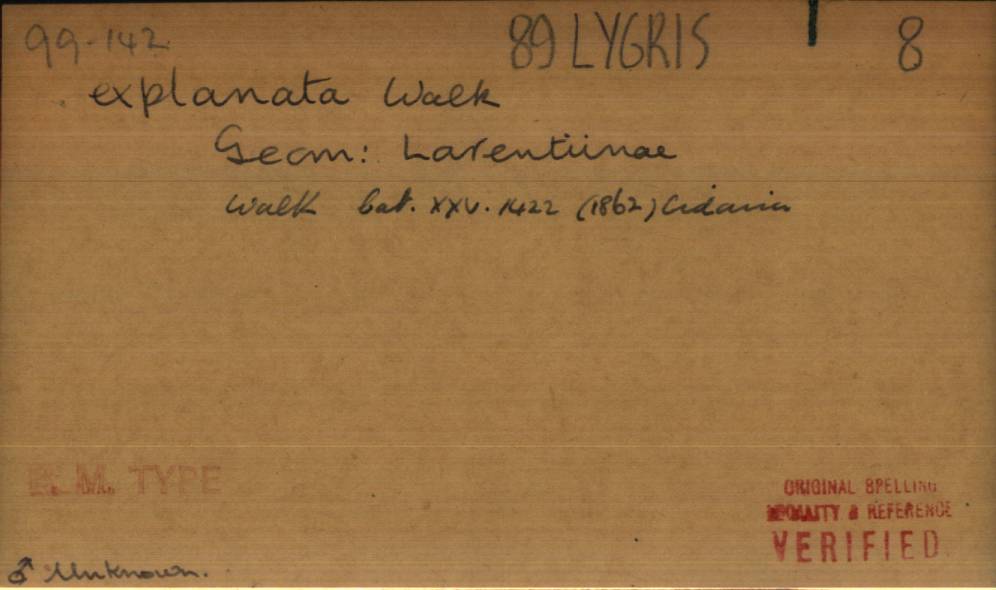 99-142 89 LYGRIS 8
explanata Walk
Geom: Larentiinae
Walk Cat. XXV. 1422 (1862) Cidaria
B. M. TYPE
ORIGINAL SPELLING
LOCALITY & REFERENCE
VERIFIED
♂ Unknown.